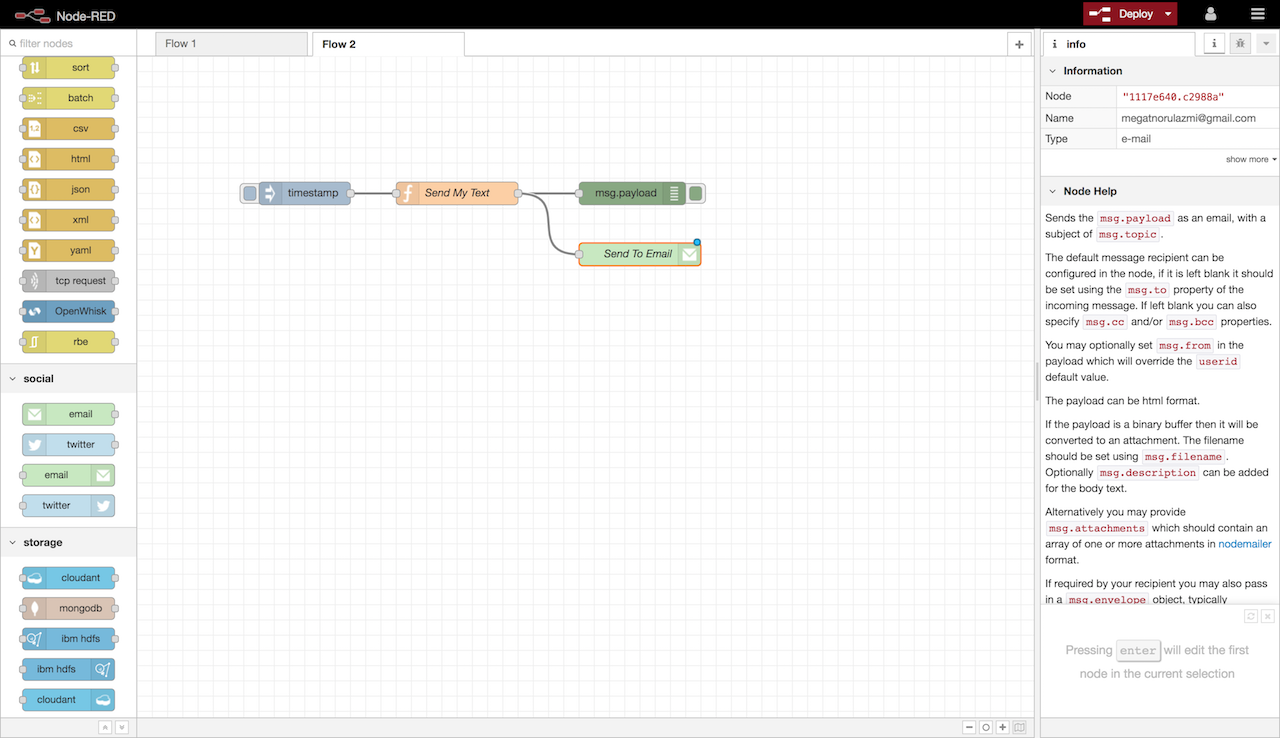 Node-RED
Deploy
filter nodes
Flow 1
Flow 2
info
sort
batch
1,2
csv
html
json
xml
Y
yaml
tcp request
OpenWhisk
rbe
social
email
twitter
email
twitter
storage
cloudant
mongodb
ibm hdfs
ibm hdfs
cloudant
timestamp
Send My Text
msg.payload
Send To Email
Information
Node "1117e640.c2988a"
Name megatnorulazmi@gmail.com
Type e-mail
show more
Node Help
Sends the msg.payload as an email, with a
subject of msg.topic.
The default message recipient can be
configured in the node, if it is left blank it should
be set using the msg.to property of the
incoming message. If left blank you can also
specify msg.cc and/or msg.bcc properties.
You may optionally set msg.from in the
payload which will override the userid
default value.
The payload can be html format.
If the payload is a binary buffer then it will be
converted to an attachment. The filename
should be set using msg.filename.
Optionally msg.description can be added
for the body text.
Alternatively you may provide
msg.attachments which should contain an
array of one or more attachments in nodemailer
format.
If required by your recipient you may also pass
in a msg.envelope object, typically
Pressing enter will edit the first
node in the current selection